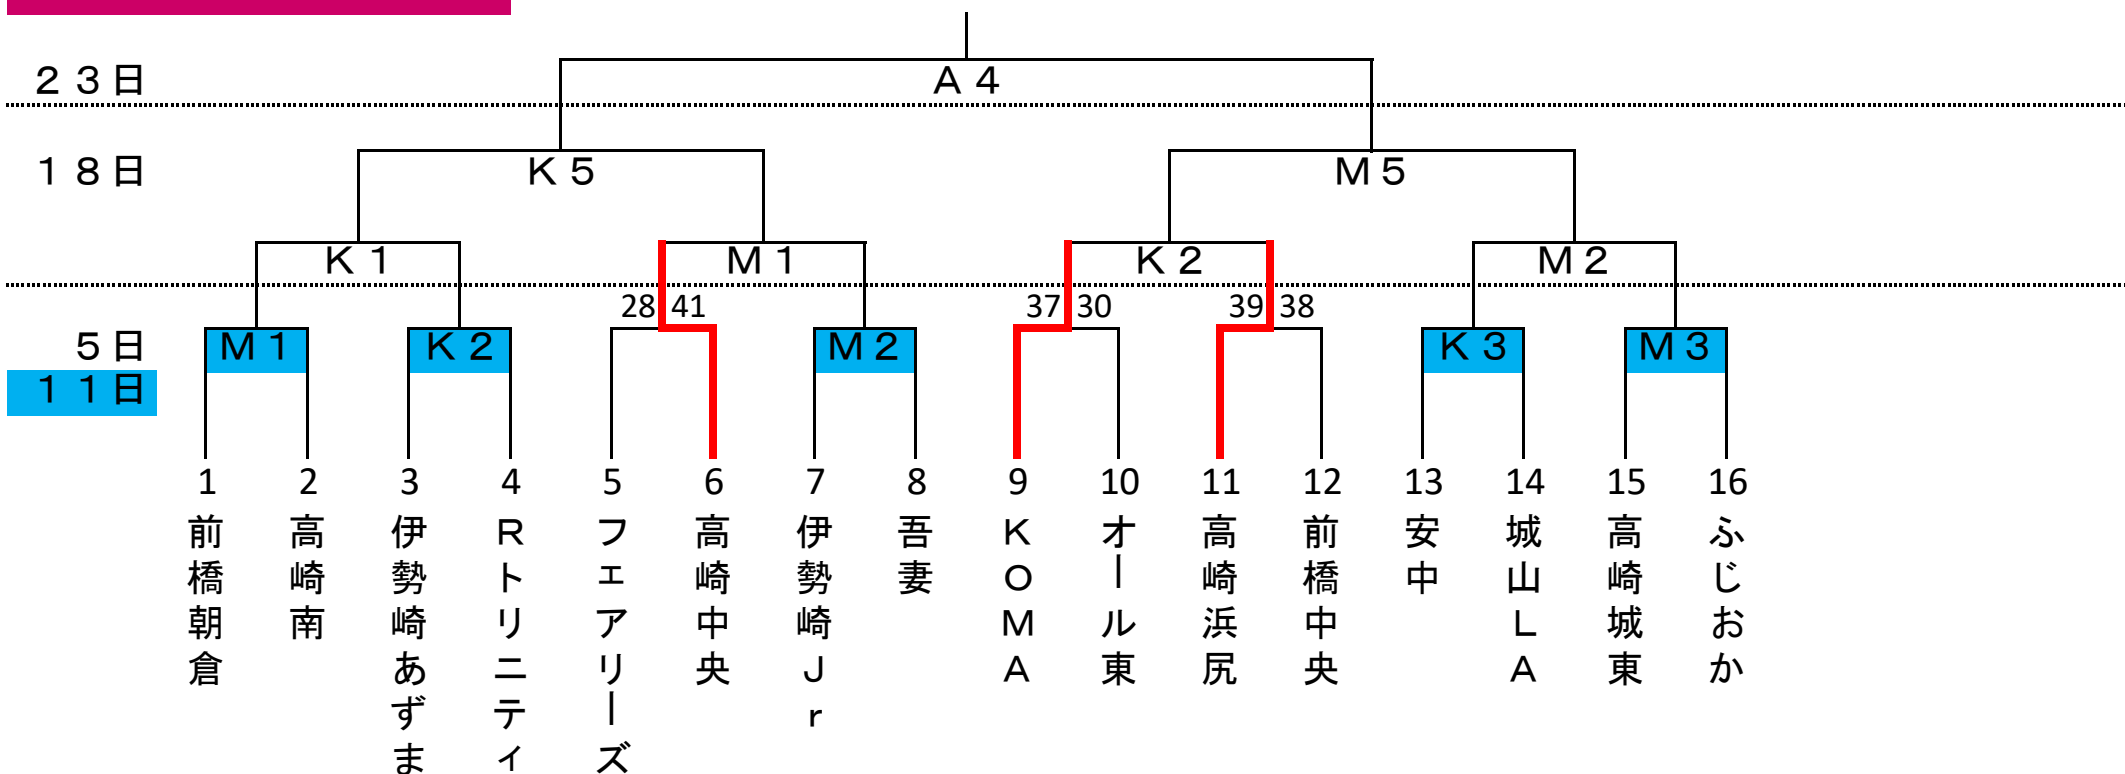 ２３日
Ａ４
１８日
Ｋ５
Ｍ５
Ｋ１
Ｍ１
Ｋ２
Ｍ２
28 41
37 30
39 38
５日
１１日
Ｍ１
Ｋ２
Ｍ２
Ｋ３
Ｍ３
1 2 3 4 5 6 7 8 9 10 11 12 13 14 15 16
前橋朝倉
高崎南
伊勢崎あずま
Ｒトリニティ
フェアリーズ
高崎中央
伊勢崎Ｊｒ
吾妻
ＫＯＭＡ
オール東
高崎浜尻
前橋中央
安中
城山ＬＡ
高崎城東
ふじおか